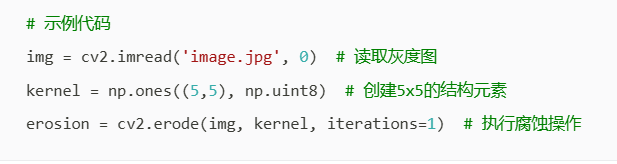 # 示例代码
img = cv2.imread('image.jpg', 0)  # 读取灰度图
kernel = np.ones((5,5), np.uint8)  # 创建5x5的结构元素
erosion = cv2.erode(img, kernel, iterations=1)  # 执行腐蚀操作